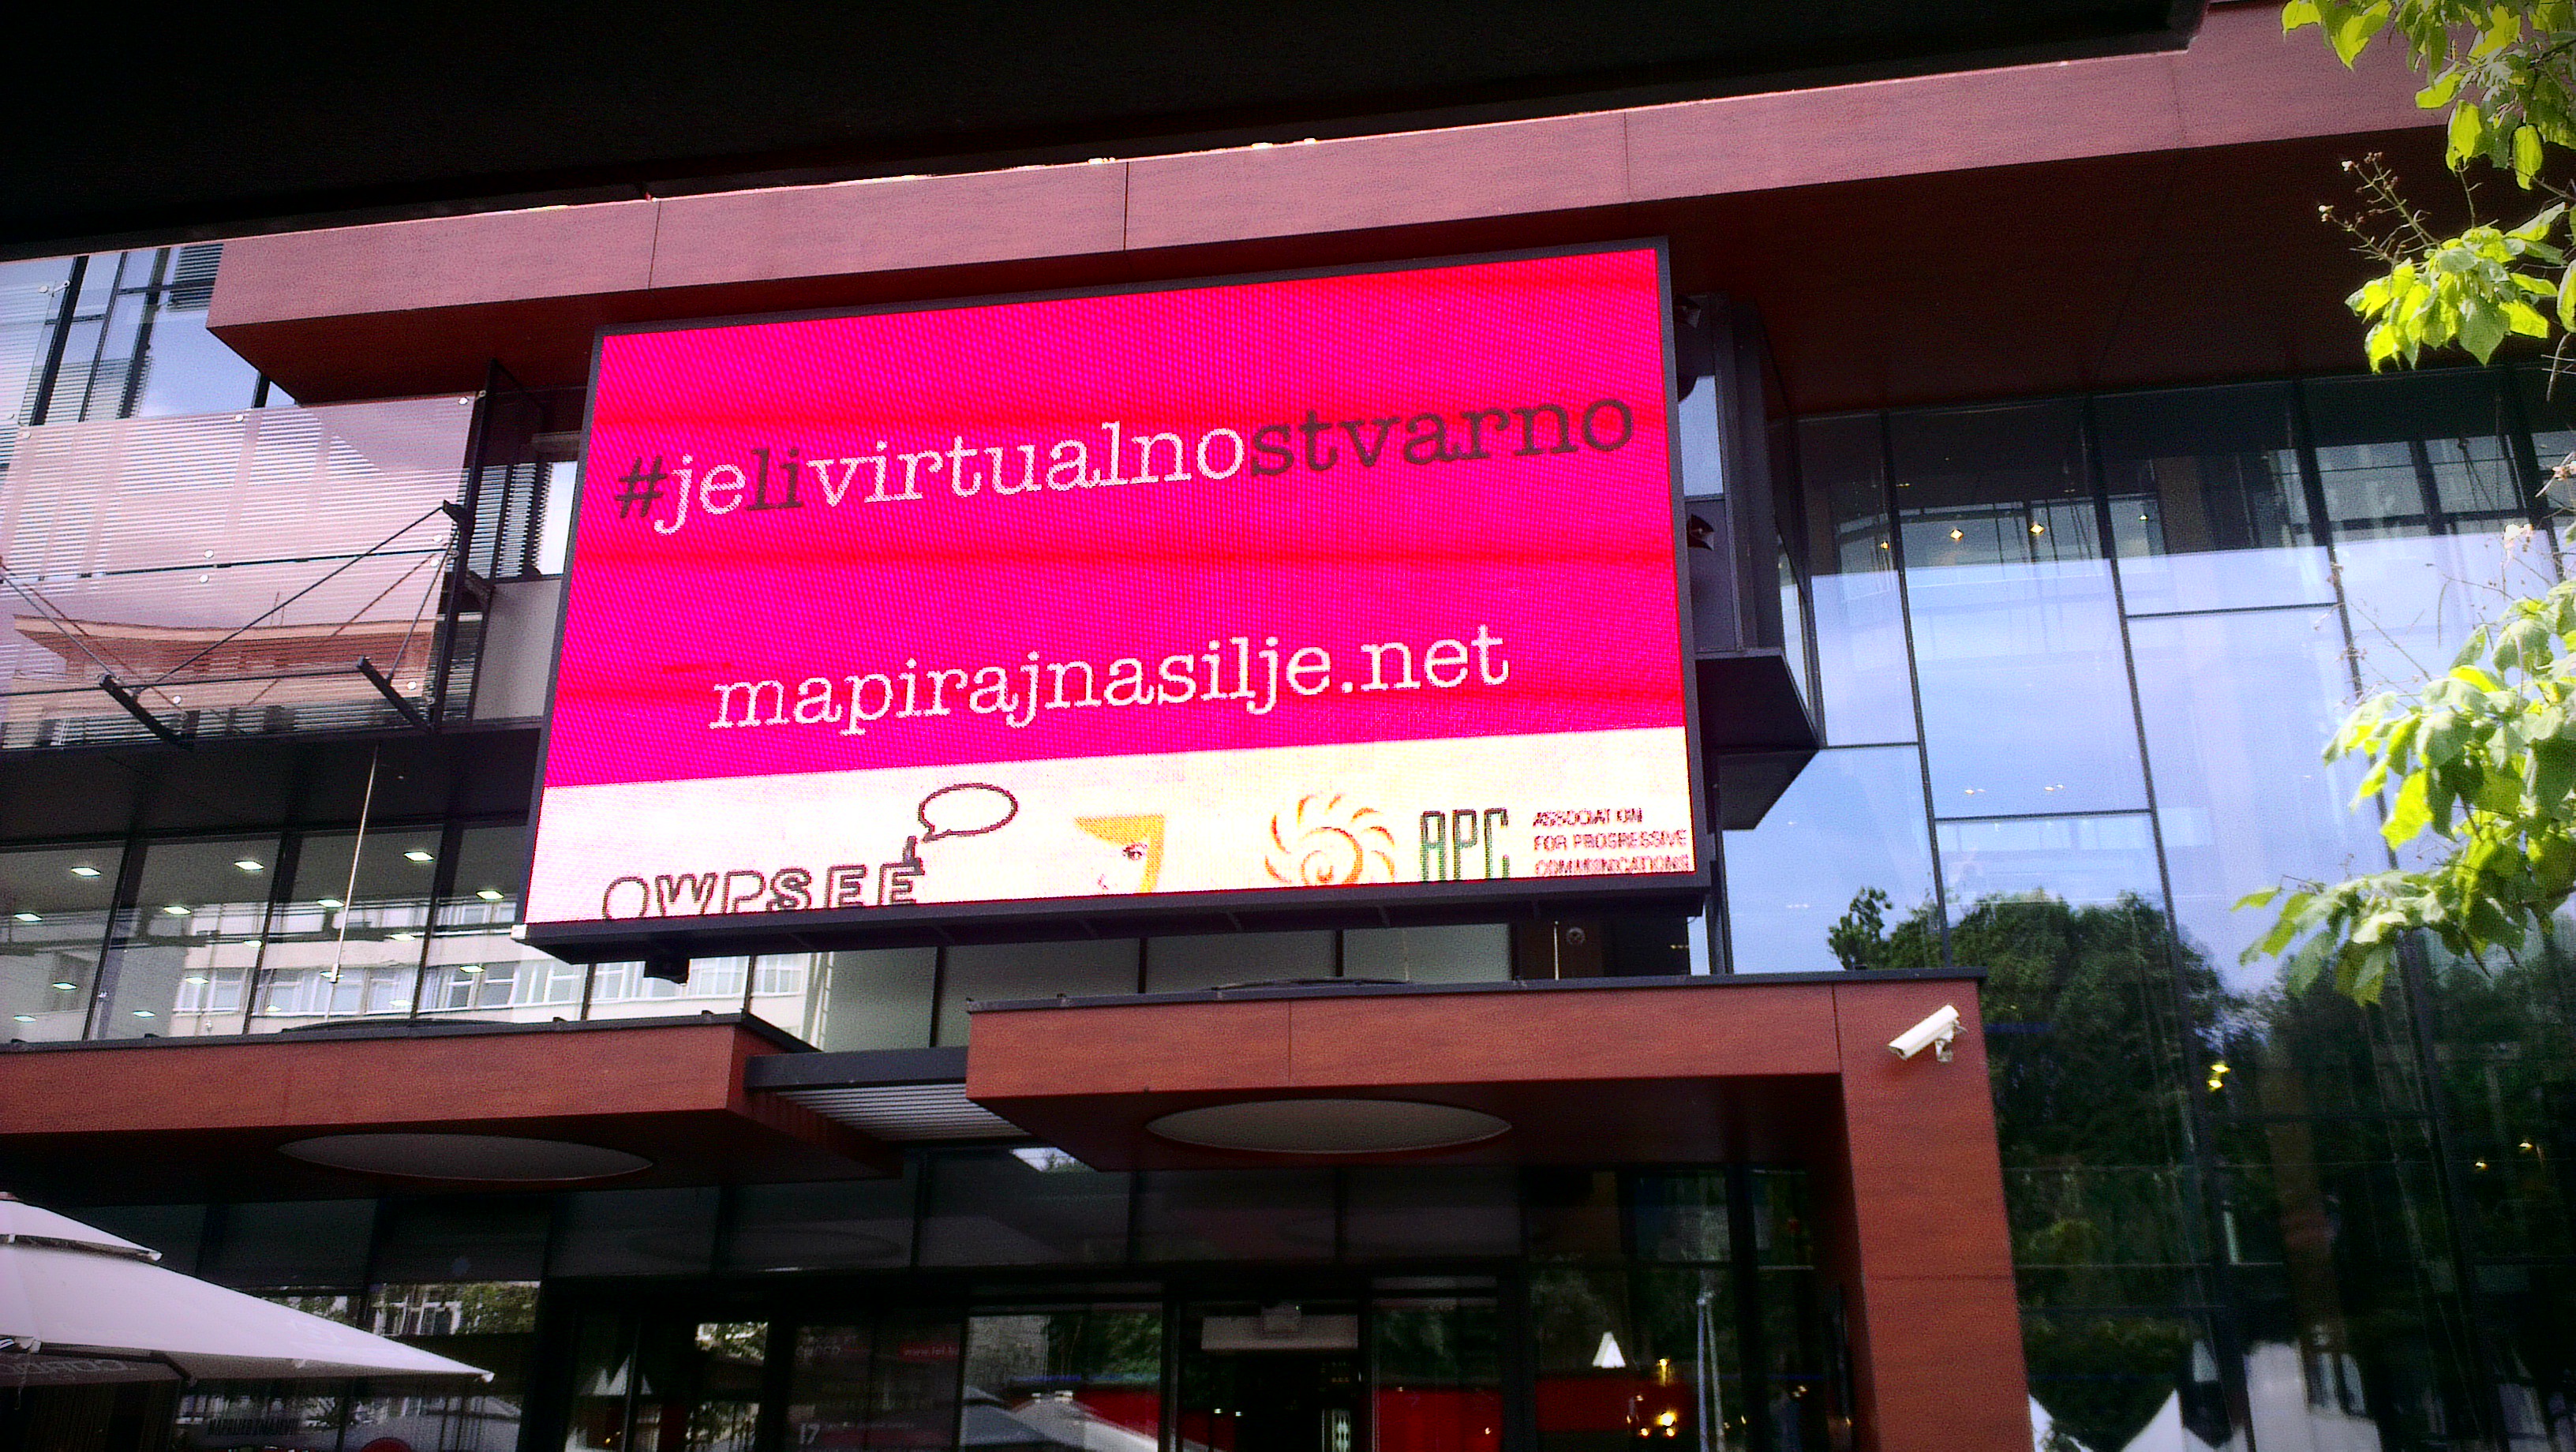 #jelivirtualnostvarno
mapirajnasilje.net
OWPSEE
APC
ASSOCIATION
FOR PROGRESSIVE
COMMUNICATIONS